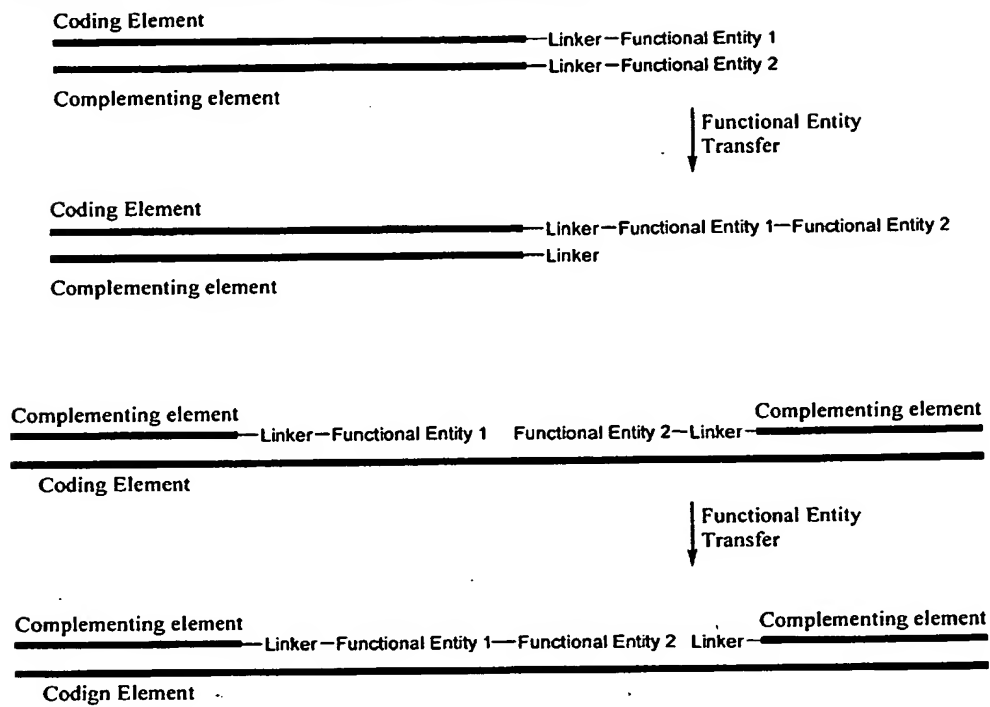 Coding Element
Linker—Functional Entity 1
Linker—Functional Entity 2
Complementing element
Functional Entity
Transfer
Coding Element
Linker—Functional Entity 1—Functional Entity 2
Linker
Complementing element
Complementing element
Complementing element
Linker—Functional Entity 1 Functional Entity 2—Linker
Coding Element
Functional Entity
Transfer
Complementing element
Complementing element
Linker—Functional Entity 1—Functional Entity 2 Linker
Codign Element